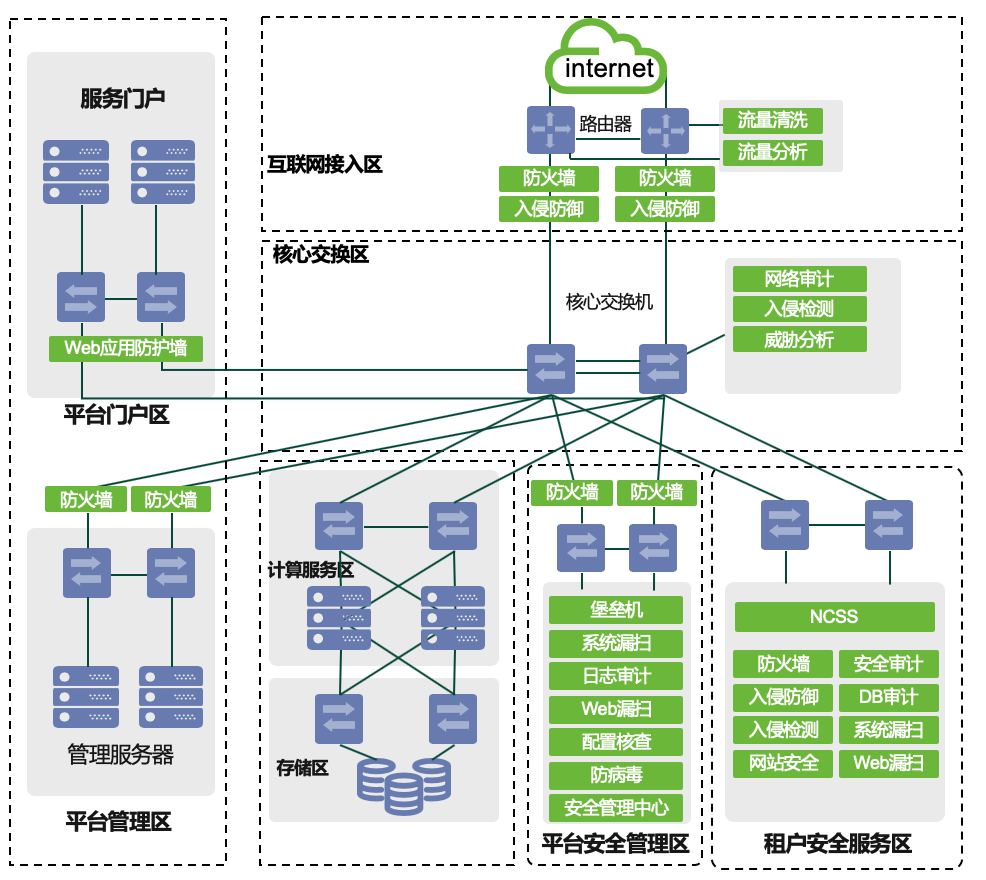 服务门户
Web应用防护墙
平台门户区
防火墙
防火墙
管理服务器
平台管理区
internet
路由器
流量清洗
流量分析
互联网接入区
防火墙
防火墙
入侵防御
入侵防御
核心交换区
核心交换机
网络审计
入侵检测
威胁分析
计算服务区
存储区
防火墙
防火墙
堡垒机
系统漏扫
日志审计
Web漏扫
配置核查
防病毒
安全管理中心
平台安全管理区
NCSS
防火墙
安全审计
入侵防御
DB审计
入侵检测
系统漏扫
网站安全
Web漏扫
租户安全服务区